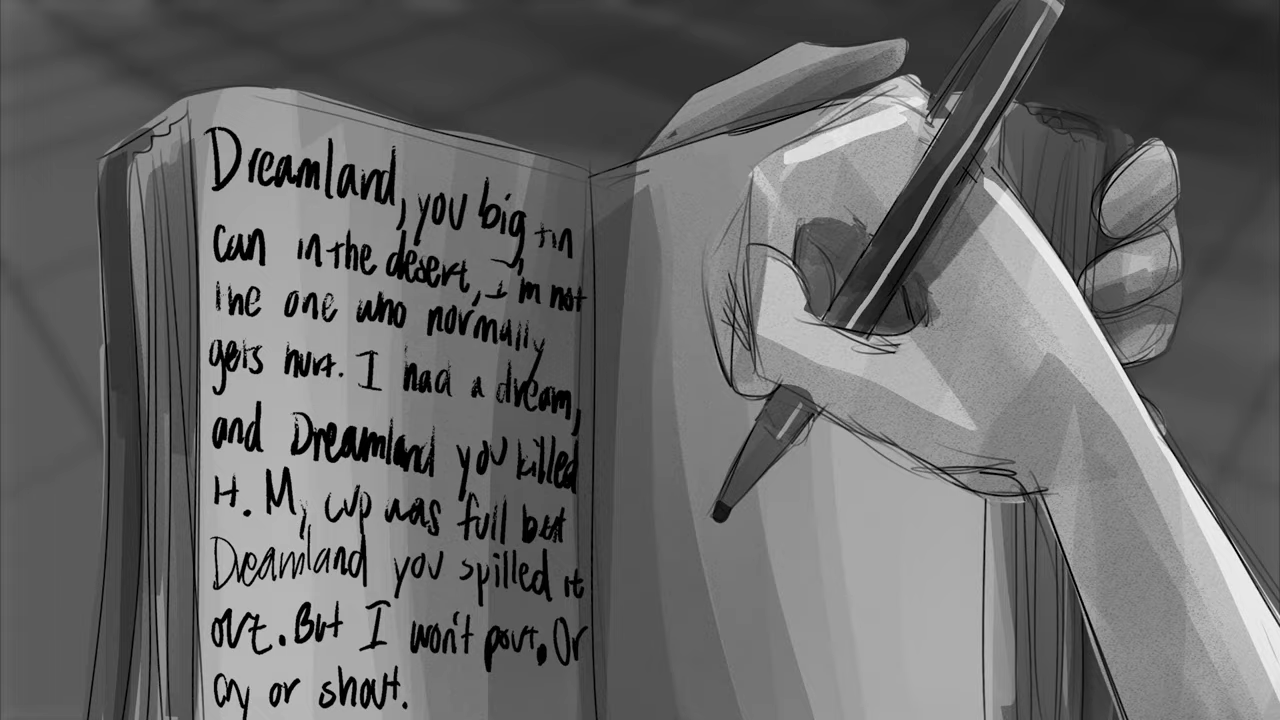 Dreamland, you big tin
can in the desert, I'm not
the one who normally
gets hurt. I had a dream,
and Dreamland you killed
it. My cup was full but
Dreamland you spilled it
out. But I won't pout. Or
cry or shout.